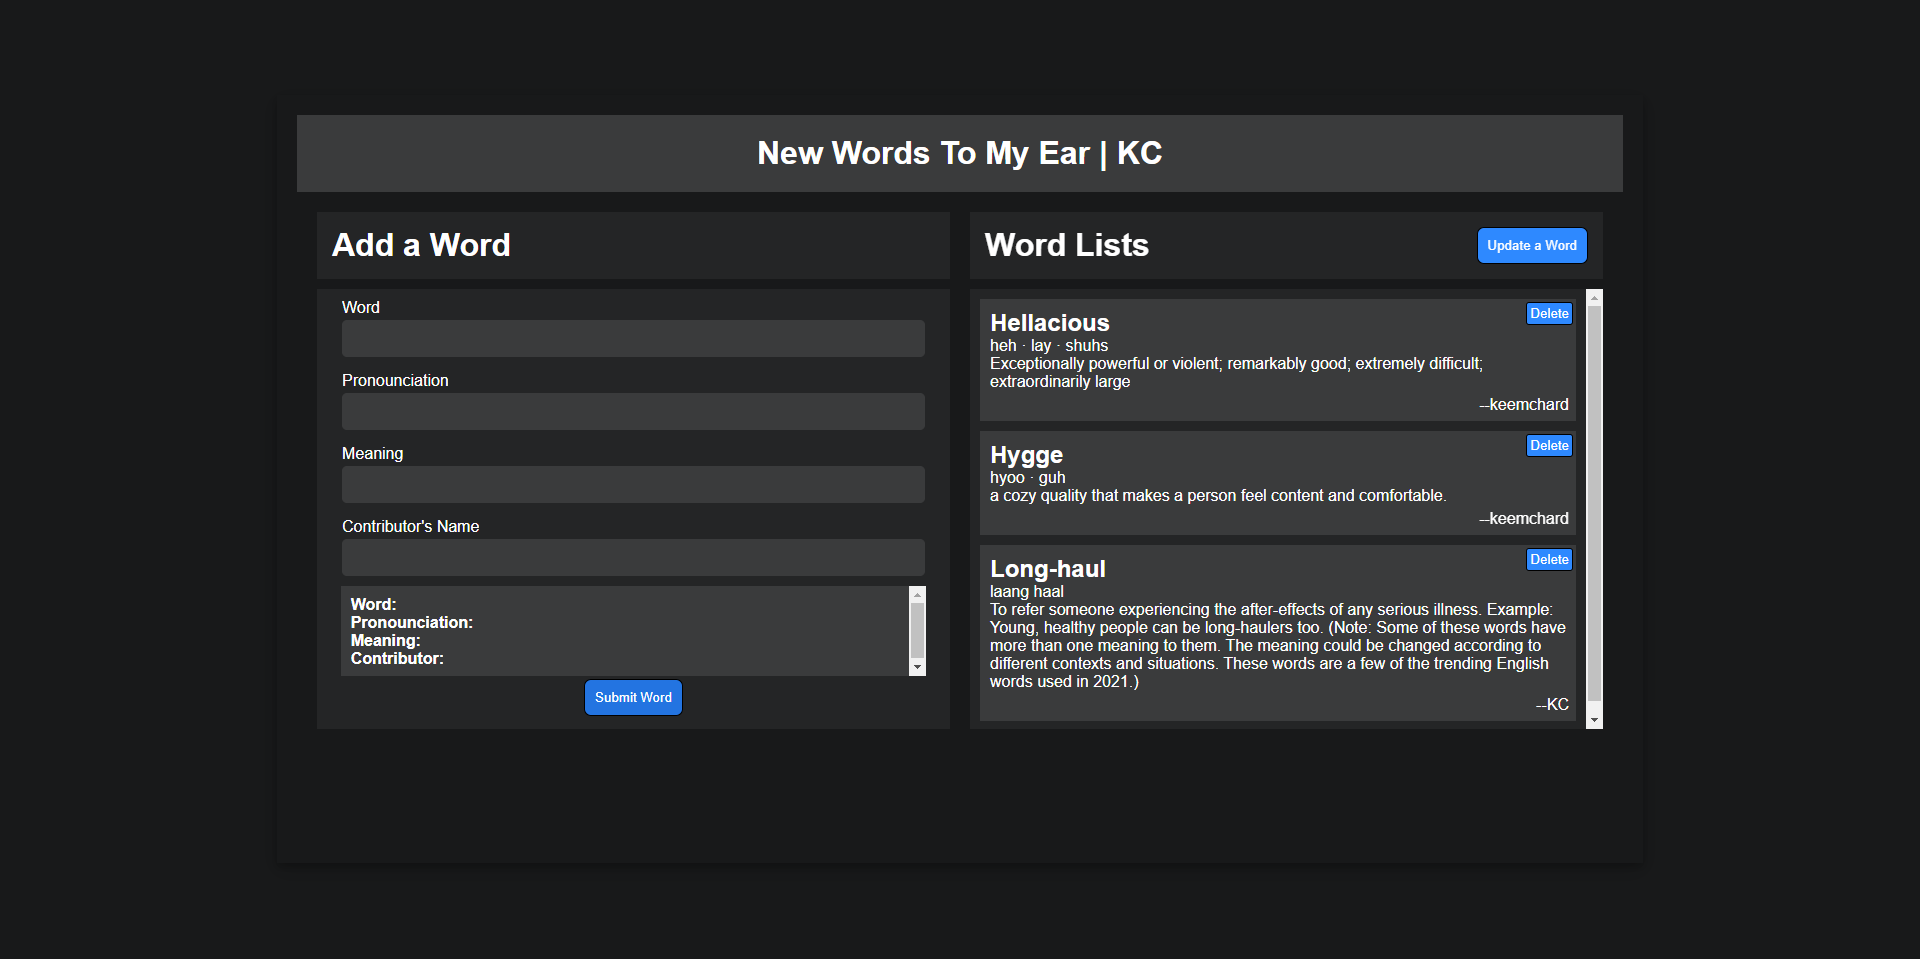 New Words To My Ear | KC
Add a Word
Word
Pronounciation
Meaning
Contributor's Name
Word:
Pronounciation:
Meaning:
Contributor:
Submit Word
Word Lists
Update a Word
Delete
Hellacious
heh · lay · shuhs
Exceptionally powerful or violent; remarkably good; extremely difficult;
extraordinarily large
--keemchard
Delete
Hygge
hyoo · guh
a cozy quality that makes a person feel content and comfortable.
--keemchard
Delete
Long-haul
laang haal
To refer someone experiencing the after-effects of any serious illness. Example:
Young, healthy people can be long-haulers too. (Note: Some of these words have
more than one meaning to them. The meaning could be changed according to
different contexts and situations. These words are a few of the trending English
words used in 2021.)
--KC